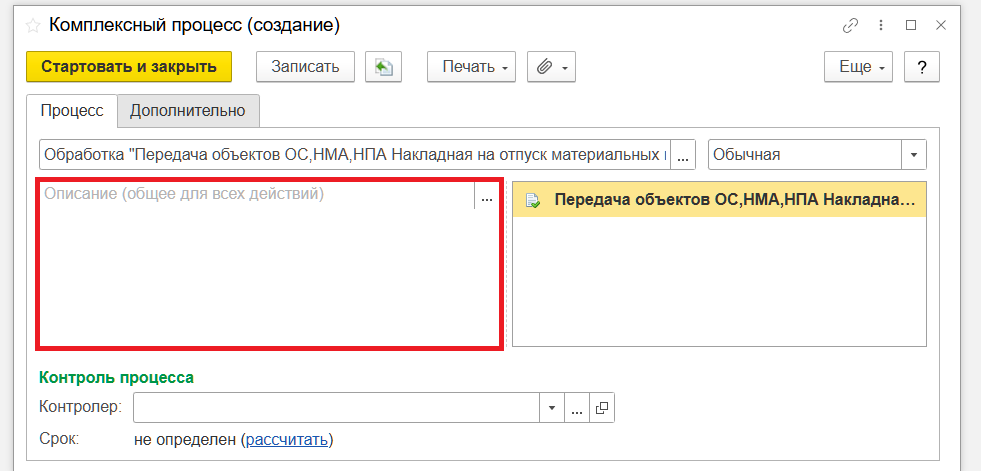 Комплексный процесс (создание)
Стартовать и закрыть Записать Печать Еще ?
Процесс Дополнительно
Обработка "Передача объектов ОС,НМА,НПА Накладная на отпуск материальных ... Обычная
Описание (общее для всех действий) ... Передача объектов ОС,НМА,НПА Накладна...
Контроль процесса
Контролер: ...
Срок: не определен (рассчитать)